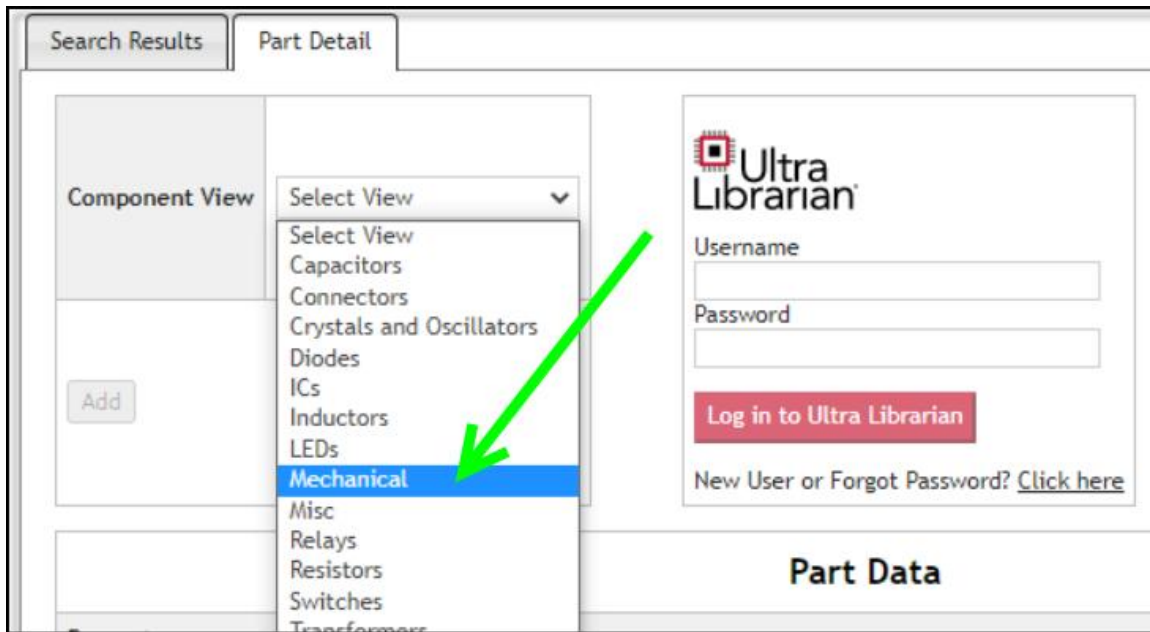 Search Results
Part Detail
Component View
Select View
Select View
Capacitors
Connectors
Crystals and Oscillators
Diodes
ICs
Inductors
LEDs
Mechanical
Misc
Relays
Resistors
Switches
Transformers
Add
Ultra
Librarian
Username
Password
Log in to Ultra Librarian
New User or Forgot Password? Click here
Part Data